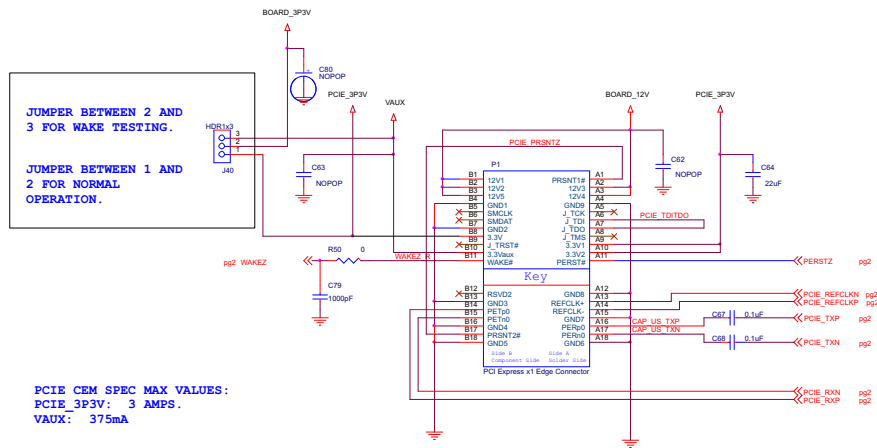 BOARD_3P3V
C80
NOPOP
PCIE_3P3V
VAUX
BOARD_12V
PCIE_3P3V
JUMPER BETWEEN 2 AND
3 FOR WAKE TESTING.
JUMPER BETWEEN 1 AND
2 FOR NORMAL
OPERATION.
HDR1x3
3
2
1
J40
C63
NOPOP
PCIE_PRSNTZ
C62
NOPOP
C64
22uF
P1
B1 12V1 PRSNT1# A1
B2 12V2 12V3 A2
B3 12V5 12V4 A3
B4 GND1 GND9 A4
B5 SMCLK J_TCK A5
B6 SMDAT J_TDI A6 PCIE_TDITDO
B7 GND2 J_TDO A7
B8 3.3V J_TMS A8
B9 J_TRST# 3.3V1 A9
B10 3.3Vaux 3.3V2 A10
B11 WAKE# PERST# A11
R50 0
pg2 WAKEZ
WAKEZ_R
PERSTZ pg2
C79
1000pF
Key
B12 RSVD2 GND8 A12
B13 GND3 REFCLK+ A13
B14 PETp0 REFCLK- A14
B15 PETn0 GND7 A15
B16 GND4 PERp0 A16
B17 PRSNT2# PERn0 A17
B18 GND5 GND6 A18
PCIE_REFCLKN pg2
PCIE_REFCLKP pg2
CAP_US_TXP
C67 0.1uF
PCIE_TXP pg2
CAP_US_TXN
C68 0.1uF
PCIE_TXN pg2
Side B Side A
Component Side Solder Side
PCI Express x1 Edge Connector
PCIE_RXN pg2
PCIE_RXP pg2
PCIE CEM SPEC MAX VALUES:
PCIE_3P3V: 3 AMPS.
VAUX: 375mA